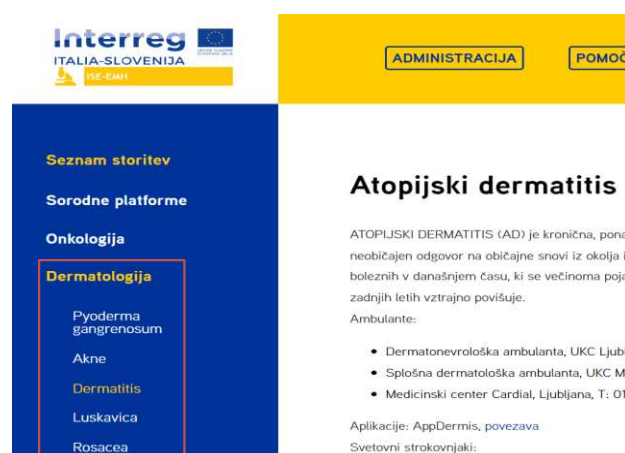 Interreg
ITALIA-SLOVENIJA
ISE-EMH
ADMINISTRACIJA
Seznam storitev
Sorodne platforme
Onkologija
Dermatologija
Pyoderma
gangrenosum
Akne
Dermatitis
Luskavica
Rosacea
Atopijski dermatitis
ATOPIJSKI DERMATITIS (AD) je kronična,
neobičajen odgovor na običajne snovi iz okolja
boleznih v današnjem času, ki se večinoma
zadnjih letih vztrajno povišuje.
Ambulante:
• Dermatonevrološka ambulanta, UKC
• Splošna dermatološka ambulanta, UKC
• Medicinski center Cardial, Ljubljana, T: 01
Aplikacije: AppDermis, povezava
Svetovni strokovnjaki: